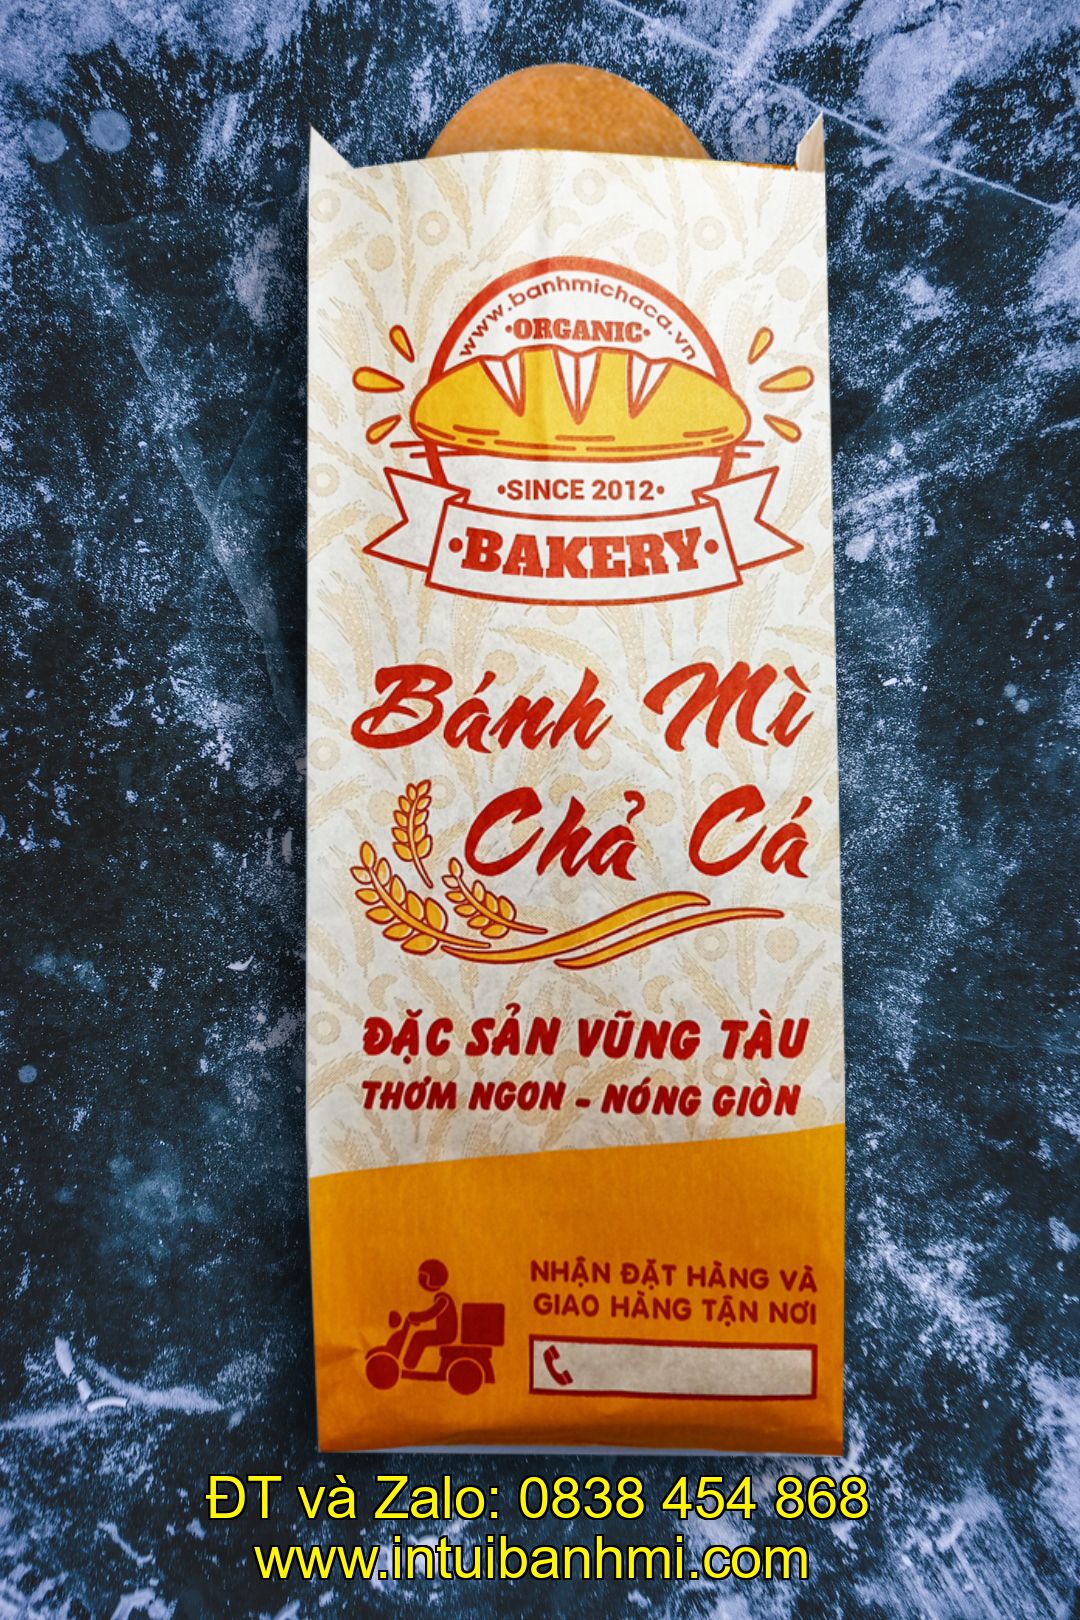 www.banhmichaca.vn
•ORGANIC•
•SINCE 2012•
•BAKERY•
Bánh Mì
Chả Cá
ĐẶC SẢN VŨNG TÀU
THƠM NGON - NÓNG GIÒN
NHẬN ĐẶT HÀNG VÀ
GIAO HÀNG TẬN NƠI
ĐT và Zalo: 0838 454 868
www.intuibanhmi.com